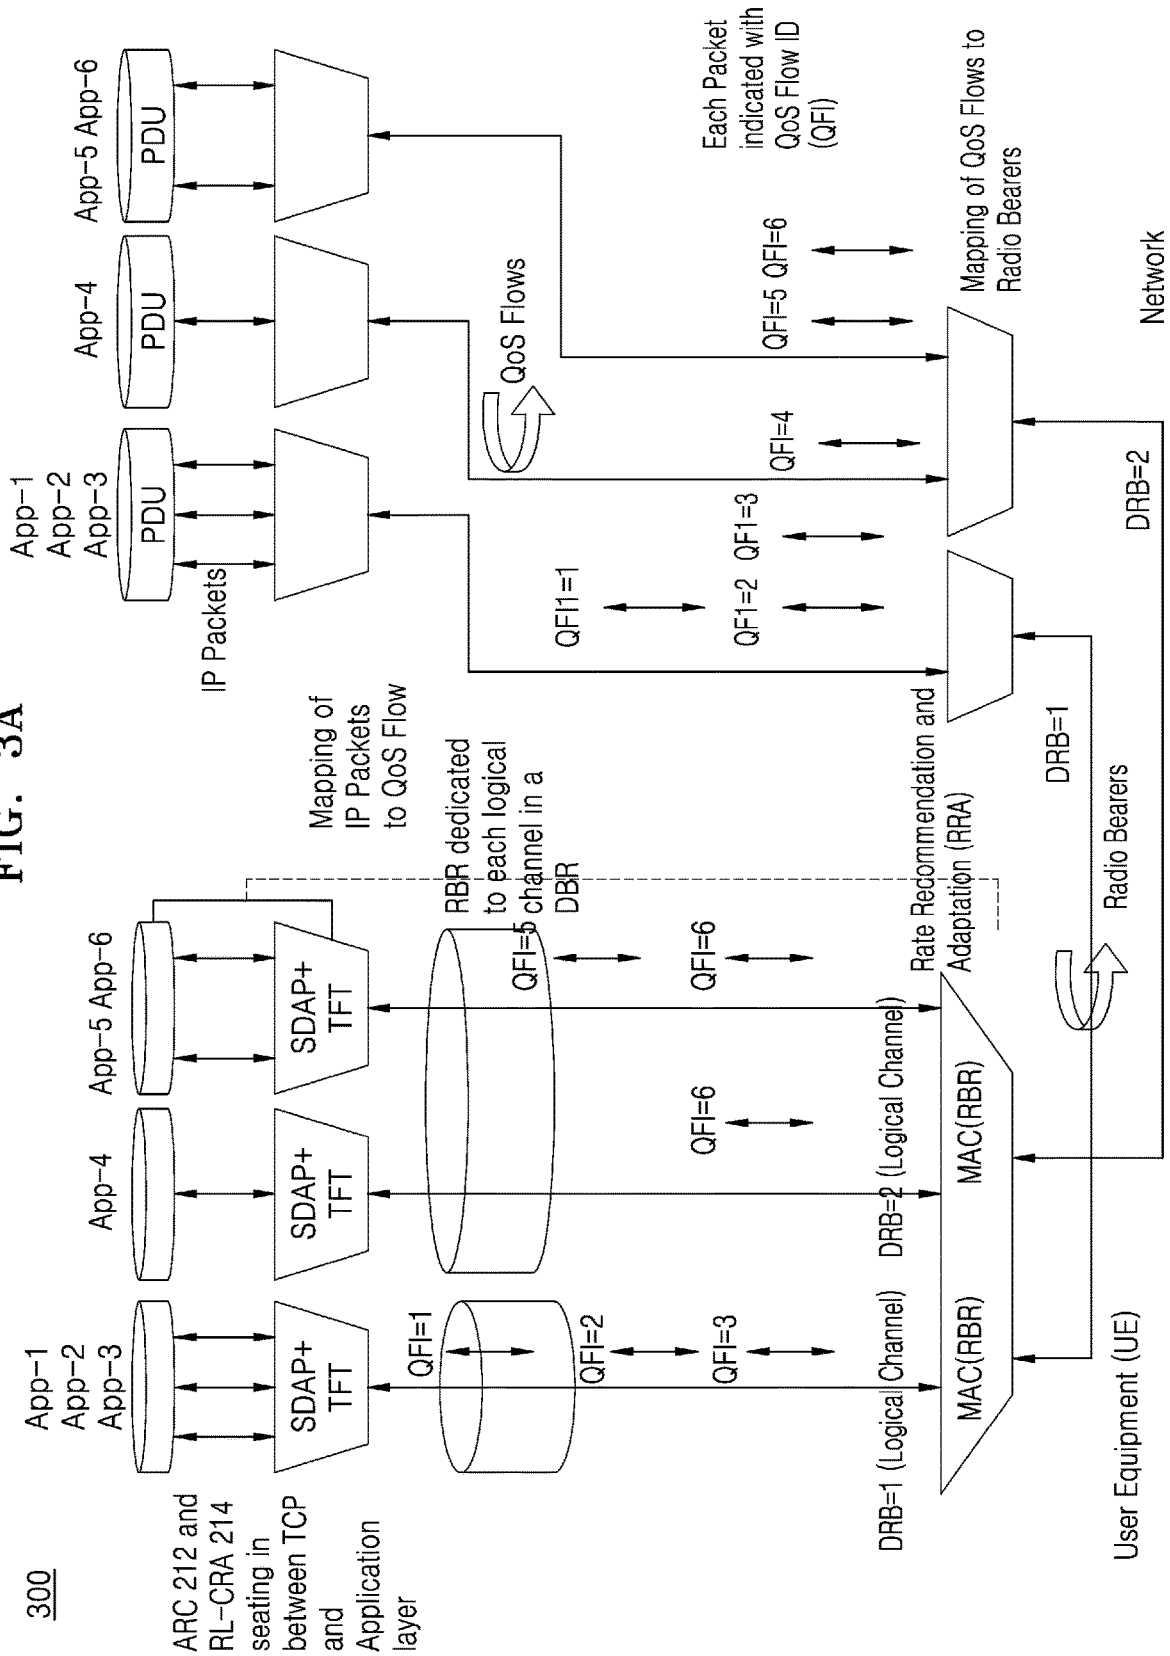 FIG. 3A
300
App-1
App-2
App-3
App-4
App-5 App-6
ARC 212 and
RL-CRA 214
seating in
between TCP
and
Application
layer
SDAP+
TFT
SDAP+
TFT
SDAP+
TFT
Mapping of
IP Packets
to QoS Flow
RBR dedicated
to each logical
channel in a
DBR
QFI=1
QFI=2
QFI=3
QFI=6
QFI=5
QFI=6
DRB=1 (Logical Channel)
DRB=2 (Logical Channel)
Rate Recommendation and
Adaptation (RRA)
MAC(RBR)
MAC(RBR)
User Equipment (UE)
Radio Bearers
DRB=1
DRB=2
Network
App-1
App-2
App-3
App-4
App-5 App-6
PDU
PDU
PDU
IP Packets
QoS Flows
QFI1=1
QF1=2
QF1=3
QFI=4
QFI=5
QFI=6
Each Packet
indicated with
QoS Flow ID
(QFI)
Mapping of QoS Flows to
Radio Bearers